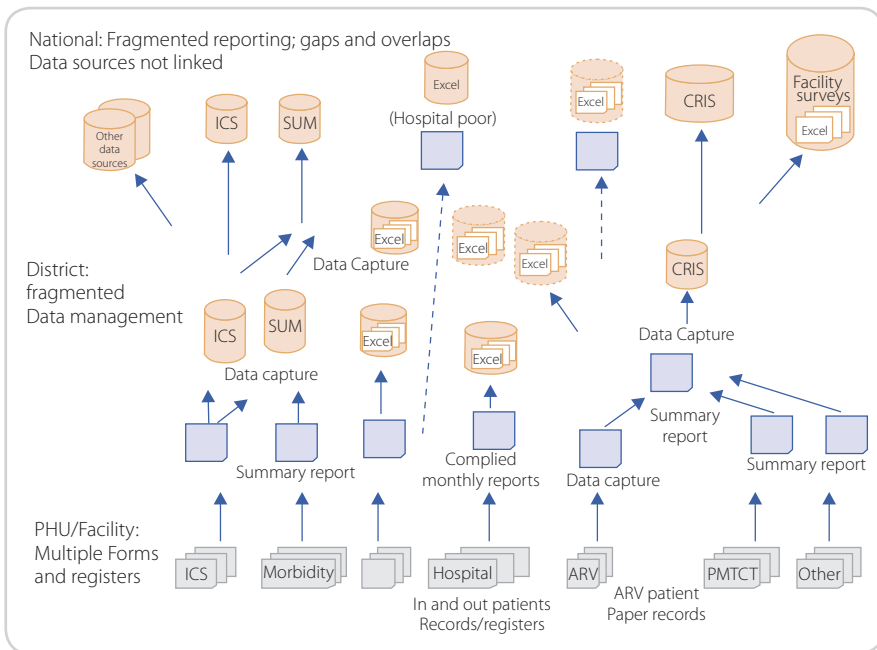 National: Fragmented reporting; gaps and overlaps
Data sources not linked
Other
data
sources
ICS
SUM
Excel
(Hospital poor)
Excel
CRIS
Facility
surveys
Excel
Excel
Data Capture
Excel
Excel
CRIS
District:
fragmented
Data management
ICS
SUM
Data capture
Excel
Excel
Data Capture
Summary
report
Summary report
Complied
monthly reports
Data capture
Summary report
PHU/Facility:
Multiple Forms
and registers
ICS
Morbidity
Hospital
ARV
PMTCT
Other
In and out patients
Records/registers
ARV patient
Paper records